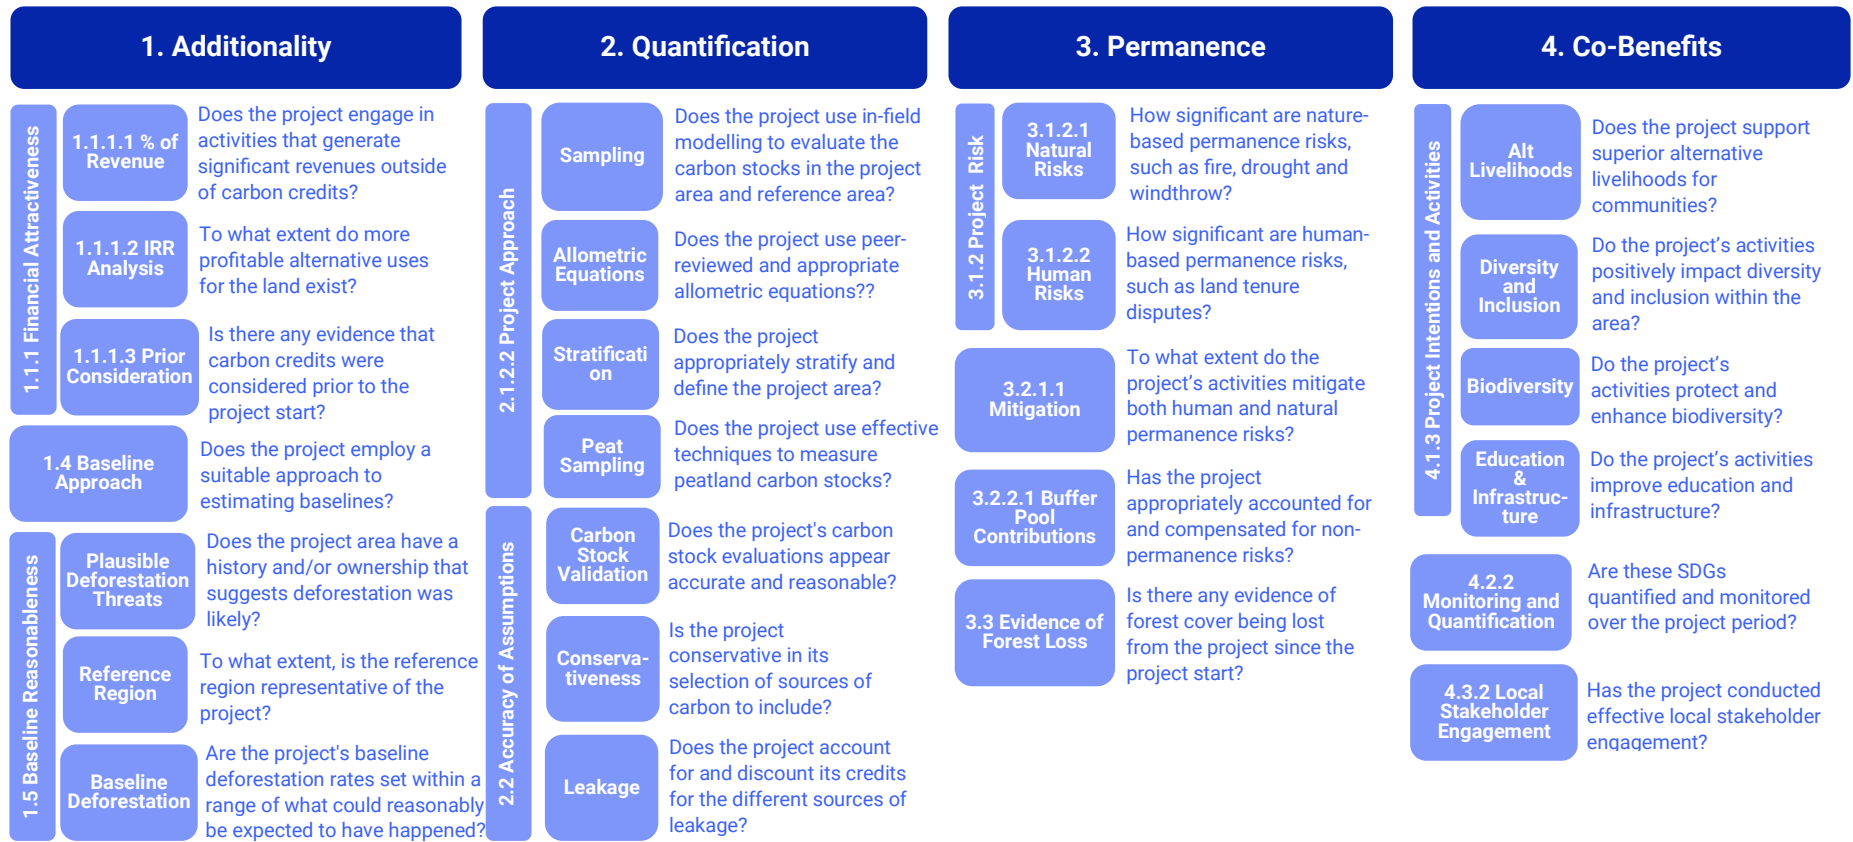 1. Additionality
1.1.1 Financial Attractiveness
1.1.1.1 % of
Revenue
Does the project engage in
activities that generate
significant revenues outside
of carbon credits?
1.1.1.2 IRR
Analysis
To what extent do more
profitable alternative uses
for the land exist?
1.1.1.3 Prior
Consideration
Is there any evidence that
carbon credits were
considered prior to the
project start?
1.4 Baseline
Approach
Does the project employ a
suitable approach to
estimating baselines?
1.5 Baseline Reasonableness
Plausible
Deforestation
Threats
Does the project area have a
history and/or ownership that
suggests deforestation was
likely?
Reference
Region
To what extent, is the reference
region representative of the
project?
Baseline
Deforestation
Are the project's baseline
deforestation rates set within a
range of what could reasonably
be expected to have happened?
2. Quantification
2.1.2.2 Project Approach
Sampling
Does the project use in-field
modelling to evaluate the
carbon stocks in the project
area and reference area?
Allometric
Equations
Does the project use peer-
reviewed and appropriate
allometric equations??
Stratificati
on
Does the project
appropriately stratify and
define the project area?
Peat
Sampling
Does the project use effective
techniques to measure
peatland carbon stocks?
2.2 Accuracy of Assumptions
Carbon
Stock
Validation
Does the project's carbon
stock evaluations appear
accurate and reasonable?
Conserva-
tiveness
Is the project
conservative in its
selection of sources of
carbon to include?
Leakage
Does the project account
for and discount its credits
for the different sources of
leakage?
3. Permanence
3.1.2 Project Risk
3.1.2.1
Natural
Risks
How significant are nature-
based permanence risks,
such as fire, drought and
windthrow?
3.1.2.2
Human
Risks
How significant are human-
based permanence risks,
such as land tenure
disputes?
3.2.1.1
Mitigation
To what extent do the
project's activities mitigate
both human and natural
permanence risks?
3.2.2.1 Buffer
Pool
Contributions
Has the project
appropriately accounted for
and compensated for non-
permanence risks?
3.3 Evidence of
Forest Loss
Is there any evidence of
forest cover being lost
from the project since the
project start?
4. Co-Benefits
4.1.3 Project Intentions and Activities
Alt
Livelihoods
Does the project support
superior alternative
livelihoods for
communities?
Diversity
and
Inclusion
Do the project’s activities
positively impact diversity
and inclusion within the
area?
Biodiversity
Do the project’s
activities protect and
enhance biodiversity?
Education
&
Infrastruc-
ture
Do the project’s activities
improve education and
infrastructure?
4.2.2
Monitoring and
Quantification
Are these SDGs
quantified and monitored
over the project period?
4.3.2 Local
Stakeholder
Engagement
Has the project conducted
effective local stakeholder
engagement?